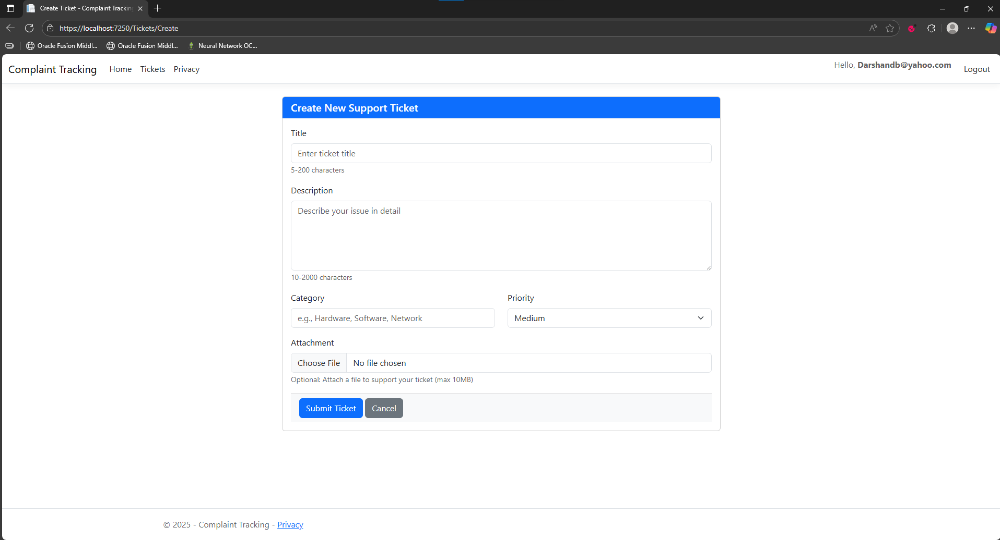 Create Ticket - Complaint Tracking
https://localhost:7250/Tickets/Create
Oracle Fusion Middl... Oracle Fusion Middl... Neural Network OC...
Complaint Tracking Home Tickets Privacy Hello, Darshandb@yahoo.com Logout
Create New Support Ticket
Title
Enter ticket title
5-200 characters
Description
Describe your issue in detail
10-2000 characters
Category Priority
e.g., Hardware, Software, Network Medium
Attachment
Choose File No file chosen
Optional: Attach a file to support your ticket (max 10MB)
Submit Ticket Cancel
© 2025 - Complaint Tracking - Privacy